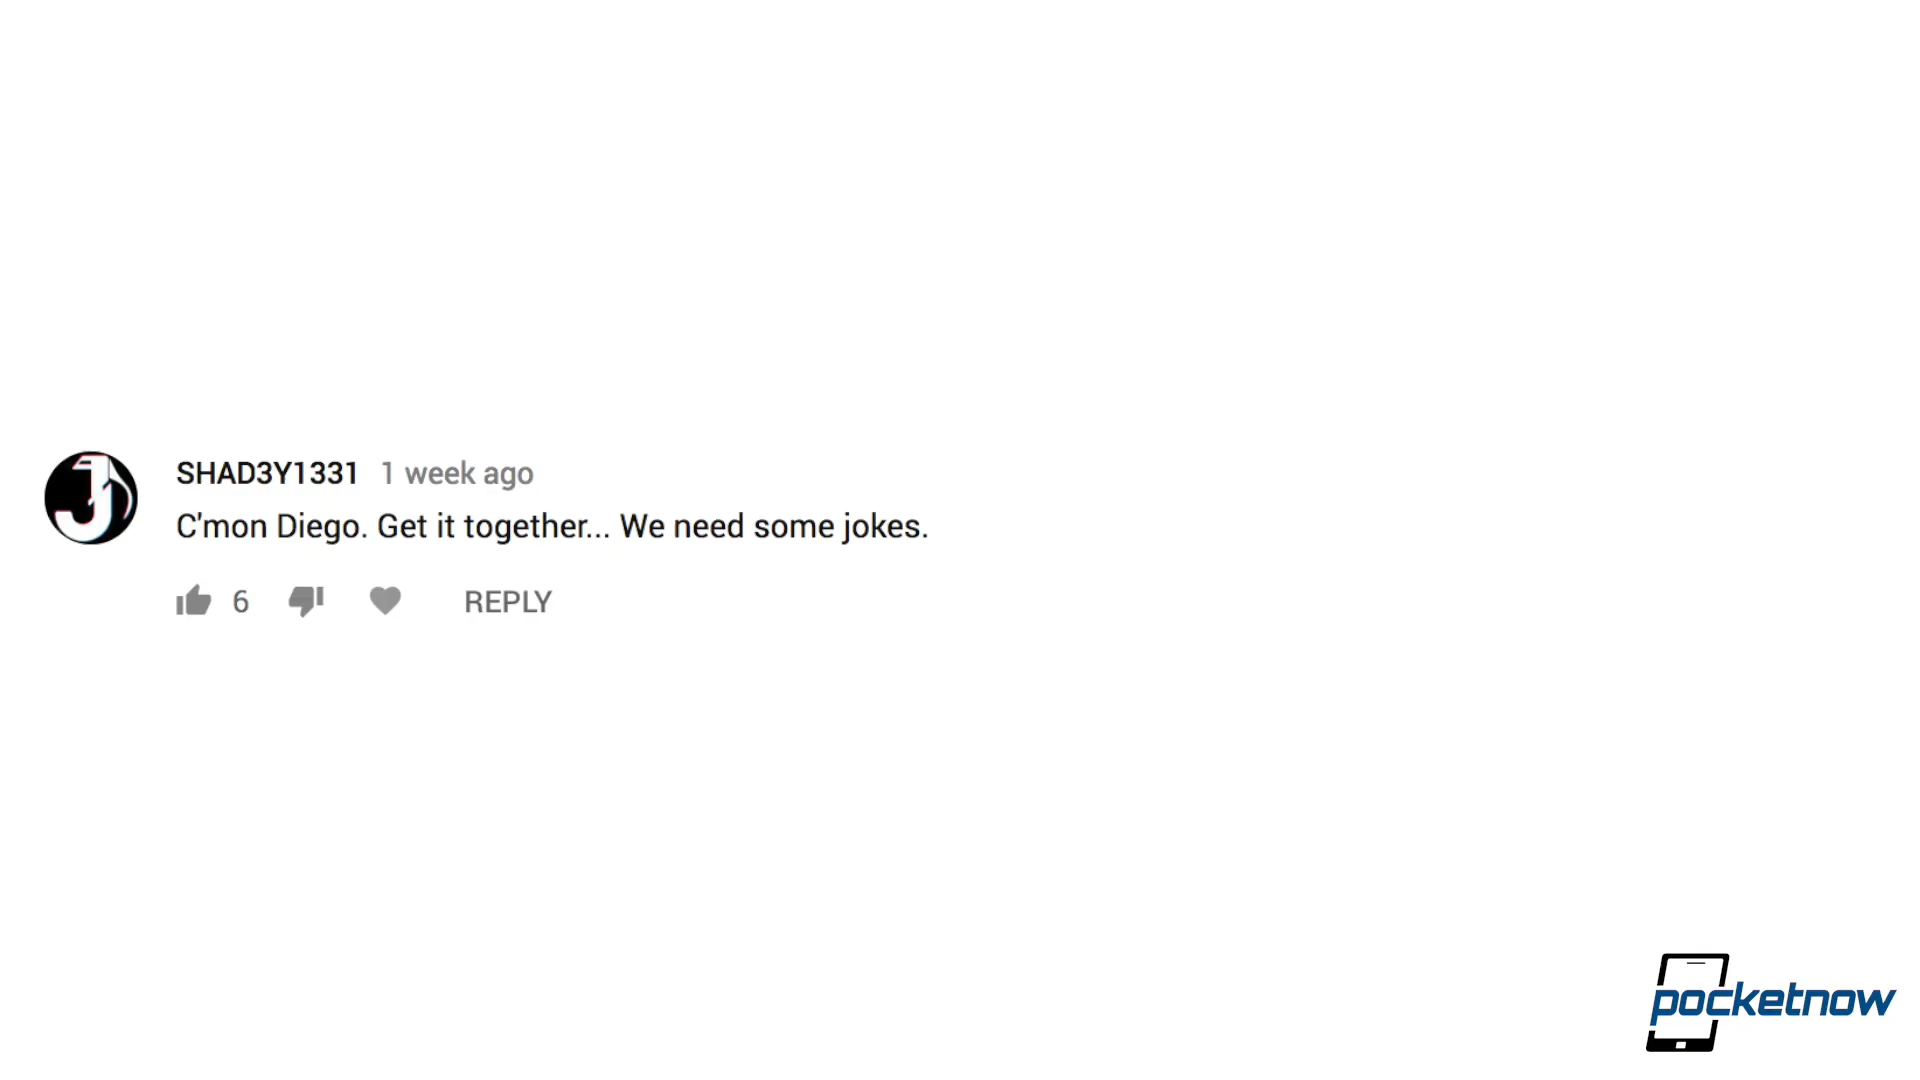 SHAD3Y1331 1 week ago
C'mon Diego. Get it together... We need some jokes.
6 REPLY
pocketnow